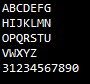 ABCDEFG
HIJKLMN
OPQRSTU
VWXYZ
31234567890